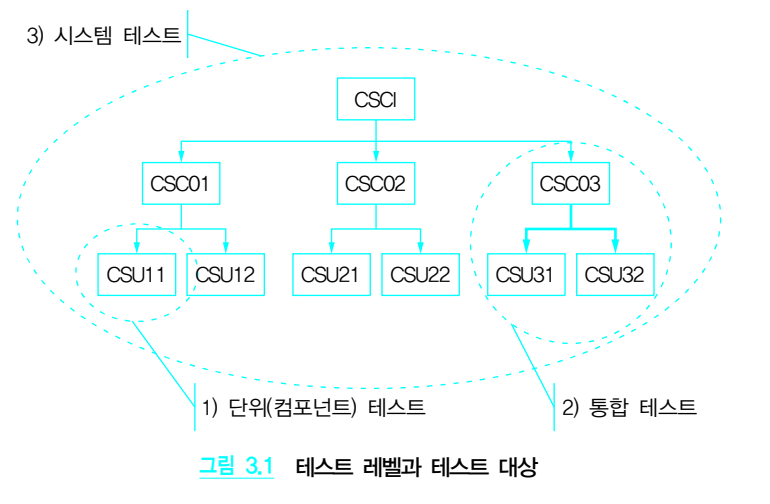 3) 시스템 테스트
CSCI
CSC01 CSC02 CSC03
CSU11 CSU12 CSU21 CSU22 CSU31 CSU32
1) 단위(컴포넌트) 테스트 2) 통합 테스트
그림 3.1 테스트 레벨과 테스트 대상